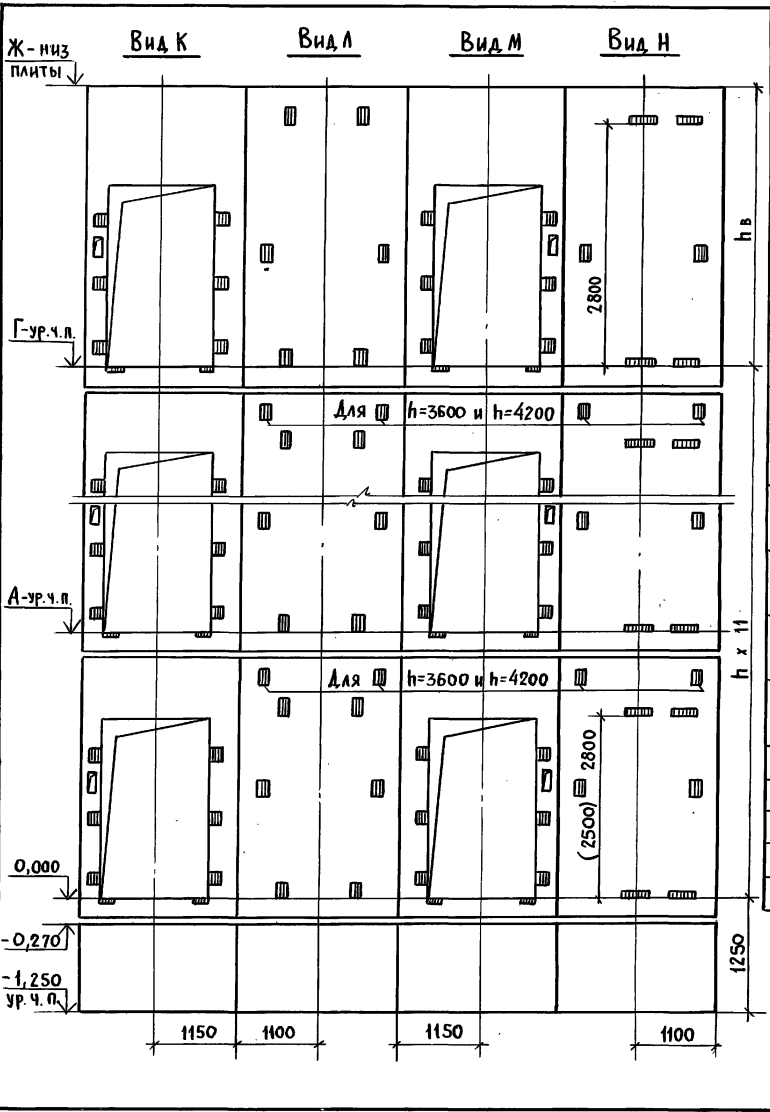 Вид К
Вид Л
Вид М
Вид Н
Ж-низ
плиты
hв
2800
Г-ур.ч.п.
Для h=3600 и h=4200
А-ур.ч.п.
h x 11
Для h=3600 и h=4200
(2500) 2800
0,000
-0,270
1250
-1,250
ур.ч.п.
1150
1100
1150
1100